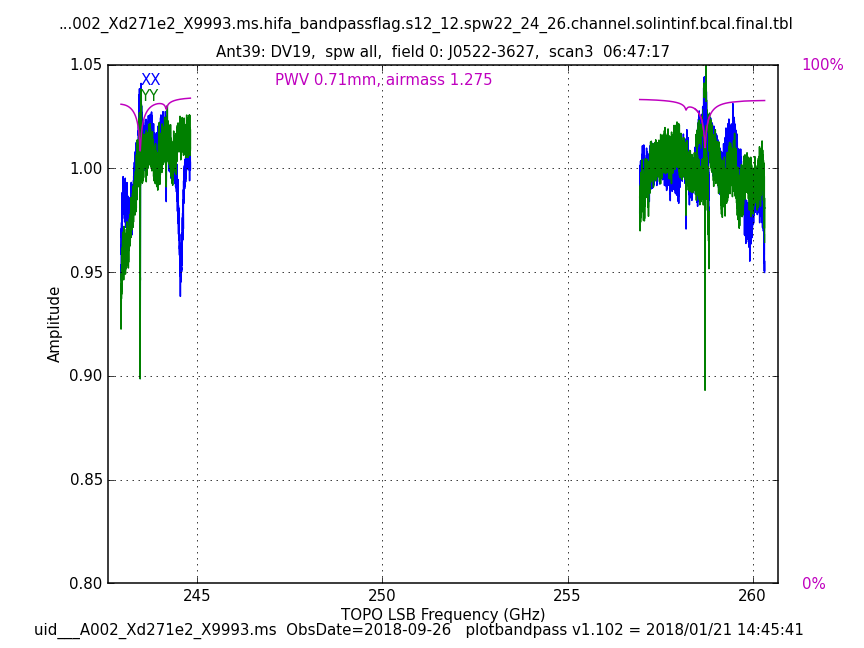 ...002_Xd271e2_X9993.ms.hifa_bandpassflag.s12_12.spw22_24_26.channel.solintinf.bcal.final.tbl
Ant39: DV19,  spw all,  field 0: J0522-3627,  scan3  06:47:17
1.05
100%
XX
PWV 0.71mm, airmass 1.275
YY
1.00
0.95
Amplitude
0.90
0.85
0.80
0%
245
250
255
260
TOPO LSB Frequency (GHz)
uid___A002_Xd271e2_X9993.ms  ObsDate=2018-09-26   plotbandpass v1.102 = 2018/01/21 14:45:41